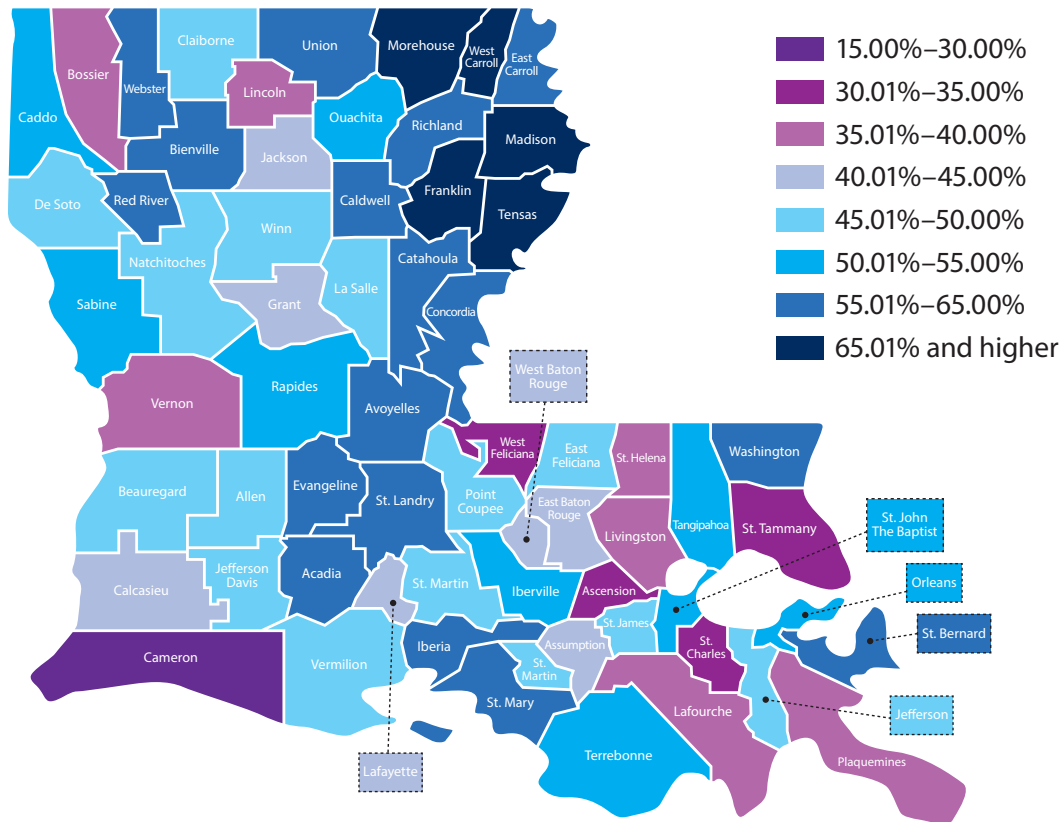 Claiborne
Union
Morehouse
West
Carroll
East
Carroll
Bossier
Webster
Lincoln
Caddo
Ouachita
Richland
Madison
Bienville
Jackson
Franklin
De Soto
Red River
Caldwell
Tensas
Winn
Natchitoches
Catahoula
La Salle
Sabine
Grant
Concordia
Vernon
Rapides
Avoyelles
West Baton
Rouge
West
Feliciana
East
Feliciana
St. Helena
Washington
Beauregard
Allen
Evangeline
St. Landry
Point
Coupee
East Baton
Rouge
Tangipahoa
St. Tammany
Livingston
St. John
The Baptist
Calcasieu
Jefferson
Davis
Acadia
St. Martin
Iberville
Ascension
Orleans
St. James
Cameron
Vermilion
Iberia
Assumption
St.
Charles
St. Bernard
St.
Martin
St. Mary
Lafourche
Jefferson
Lafayette
Terrebonne
Plaquemines
15.00%–30.00%
30.01%–35.00%
35.01%–40.00%
40.01%–45.00%
45.01%–50.00%
50.01%–55.00%
55.01%–65.00%
65.01% and higher